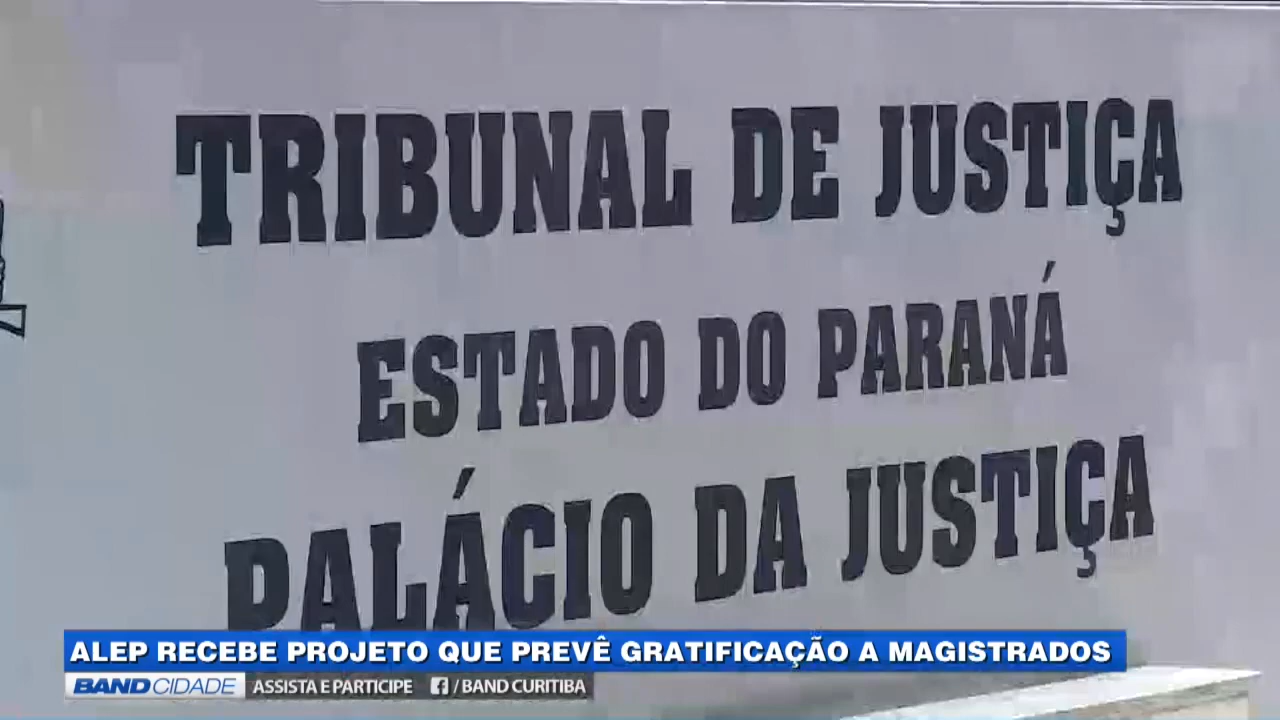 TRIBUNAL DE JUSTIÇA
ESTADO DO PARANÁ
PALÁCIO DA JUSTIÇA
ALEP RECEBE PROJETO QUE PREVÊ GRATIFICAÇÃO A MAGISTRADOS
BAND CIDADE ASSISTA E PARTICIPE /BAND CURITIBA